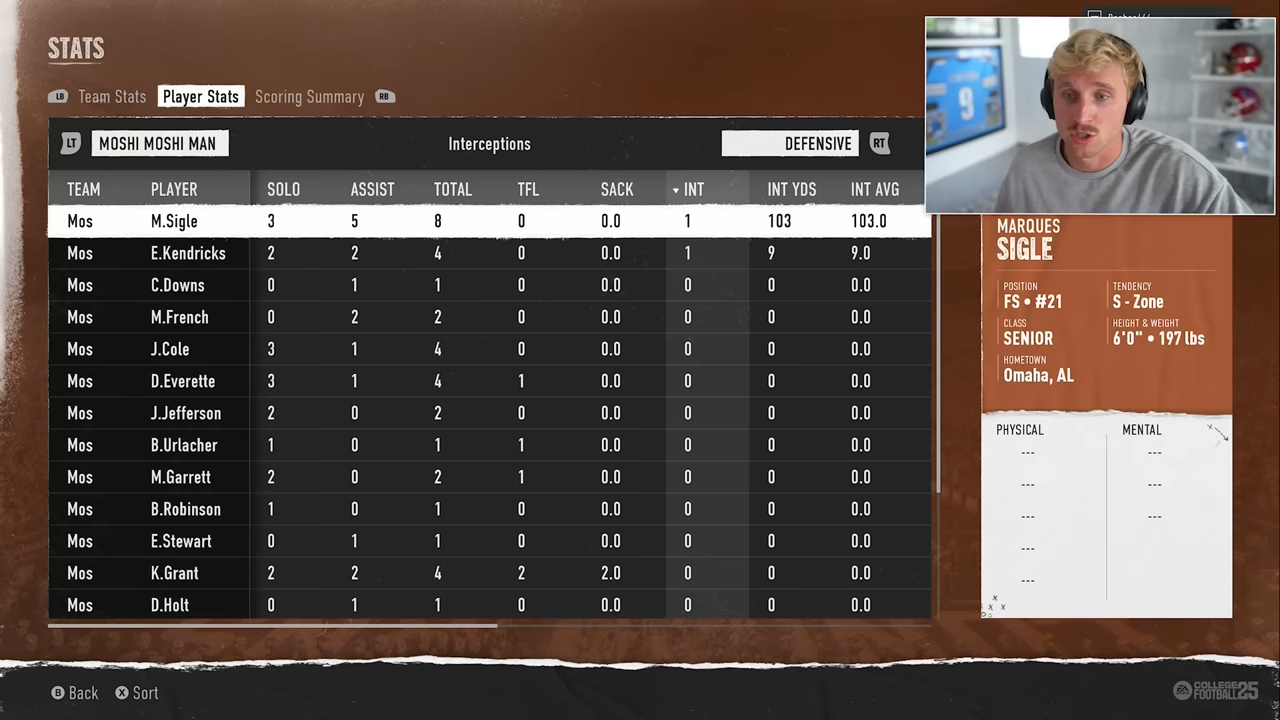 STATS
LB Team Stats Player Stats Scoring Summary RB
LT MOSHI MOSHI MAN Interceptions DEFENSIVE RT
TEAM PLAYER SOLO ASSIST TOTAL TFL SACK INT INT YDS INT AVG
Mos M.Sigle 3 5 8 0 0.0 1 103 103.0
Mos E.Kendricks 2 2 4 0 0.0 1 9 9.0
Mos C.Downs 0 1 1 0 0.0 0 0 0.0
Mos M.French 0 2 2 0 0.0 0 0 0.0
Mos J.Cole 3 1 4 0 0.0 0 0 0.0
Mos D.Everette 3 1 4 1 0.0 0 0 0.0
Mos J.Jefferson 2 0 2 0 0.0 0 0 0.0
Mos B.Urlacher 1 0 1 1 0.0 0 0 0.0
Mos M.Garrett 2 0 2 1 0.0 0 0 0.0
Mos B.Robinson 1 0 1 0 0.0 0 0 0.0
Mos E.Stewart 0 1 1 0 0.0 0 0 0.0
Mos K.Grant 2 2 4 2 2.0 0 0 0.0
Mos D.Holt 0 1 1 0 0.0 0 0 0.0
9
MARQUES
SIGLE
POSITION TENDENCY
FS • #21 S - Zone
CLASS HEIGHT & WEIGHT
SENIOR 6'0" • 197 lbs
HOMETOWN
Omaha, AL
PHYSICAL MENTAL
--- ---
--- ---
--- ---
---
---
B Back X Sort
EA COLLEGE FOOTBALL 25